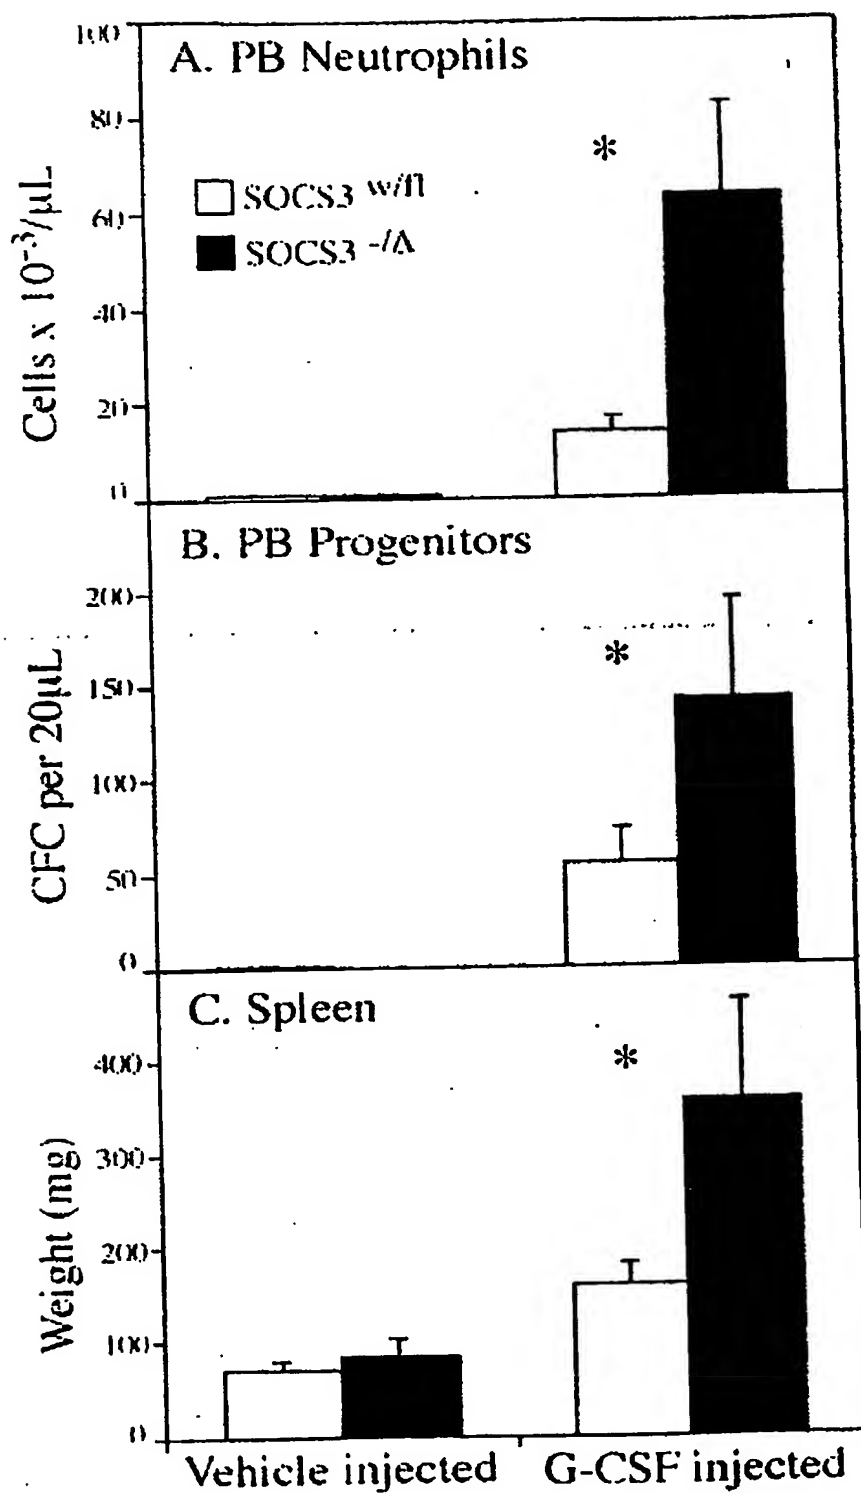 A. PB Neutrophils
100
80
60
40
20
0
Cells x 10⁻³/µL
SOCS3 w/fl
SOCS3 -/Δ
*
B. PB Progenitors
200
150
100
50
0
CFC per 20µL
*
C. Spleen
400
300
200
100
0
Weight (mg)
*
Vehicle injected
G-CSF injected